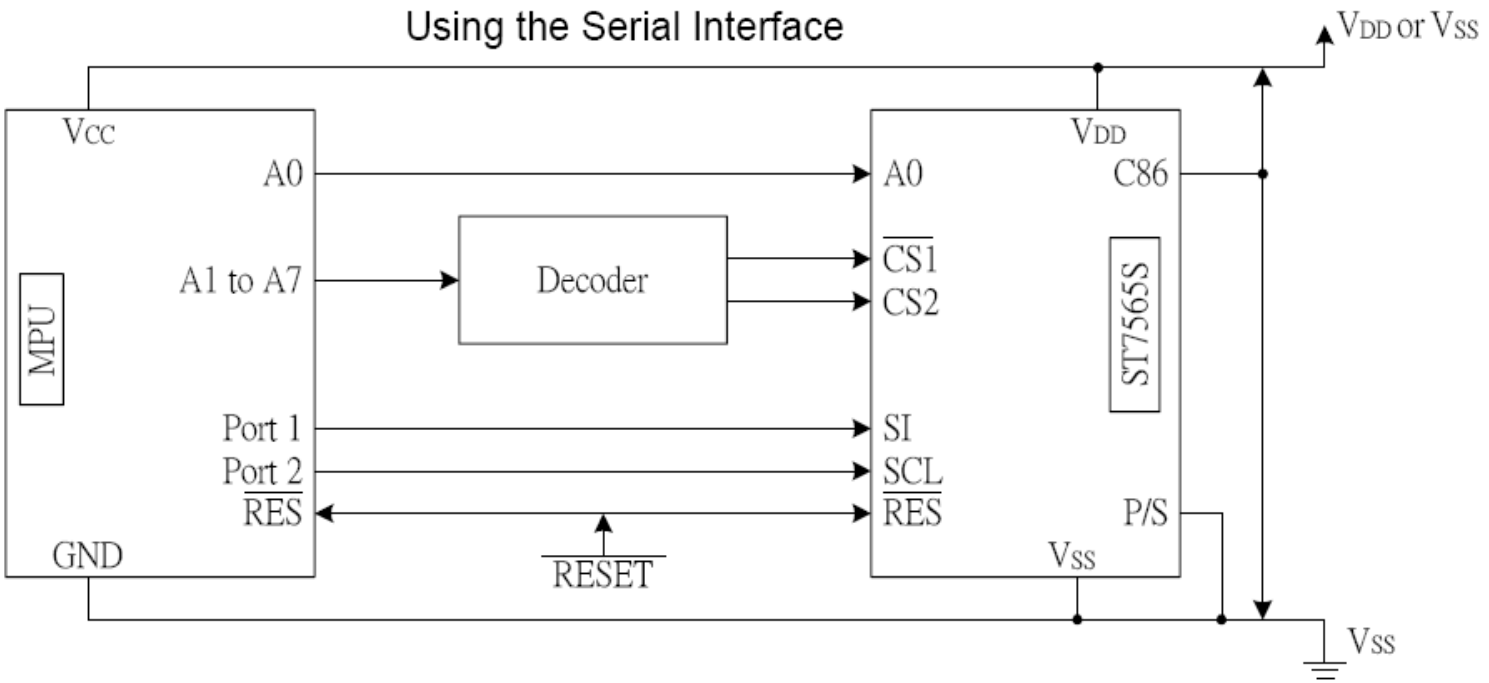 Using the Serial Interface
VDD or VSS
VCC
VDD
A0
A0
C86
CS1
A1 to A7
Decoder
CS2
MPU
ST7565S
Port 1
SI
Port 2
SCL
RES
RES
P/S
GND
VSS
RESET
VSS